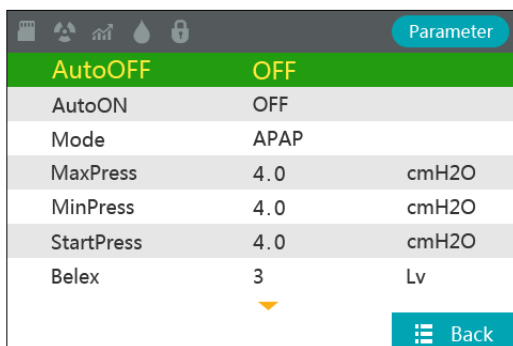 Parameter
AutoOFF OFF
AutoON OFF
Mode APAP
MaxPress 4.0 cmH2O
MinPress 4.0 cmH2O
StartPress 4.0 cmH2O
Belex 3 Lv
Back